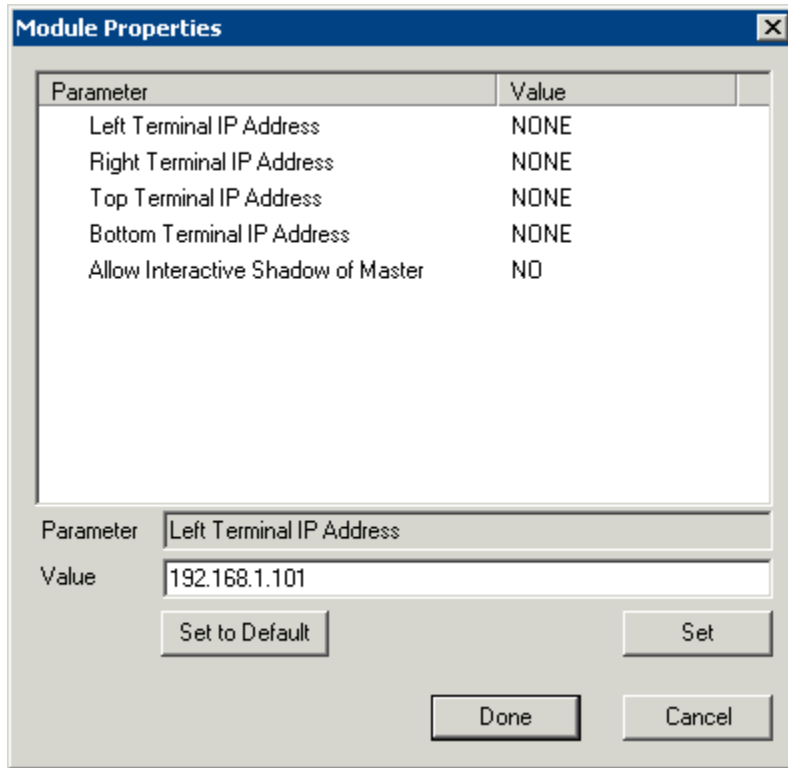 Module Properties
Parameter Value
Left Terminal IP Address NONE
Right Terminal IP Address NONE
Top Terminal IP Address NONE
Bottom Terminal IP Address NONE
Allow Interactive Shadow of Master NO
Parameter Left Terminal IP Address
Value 192.168.1.101
Set to Default Set
Done Cancel